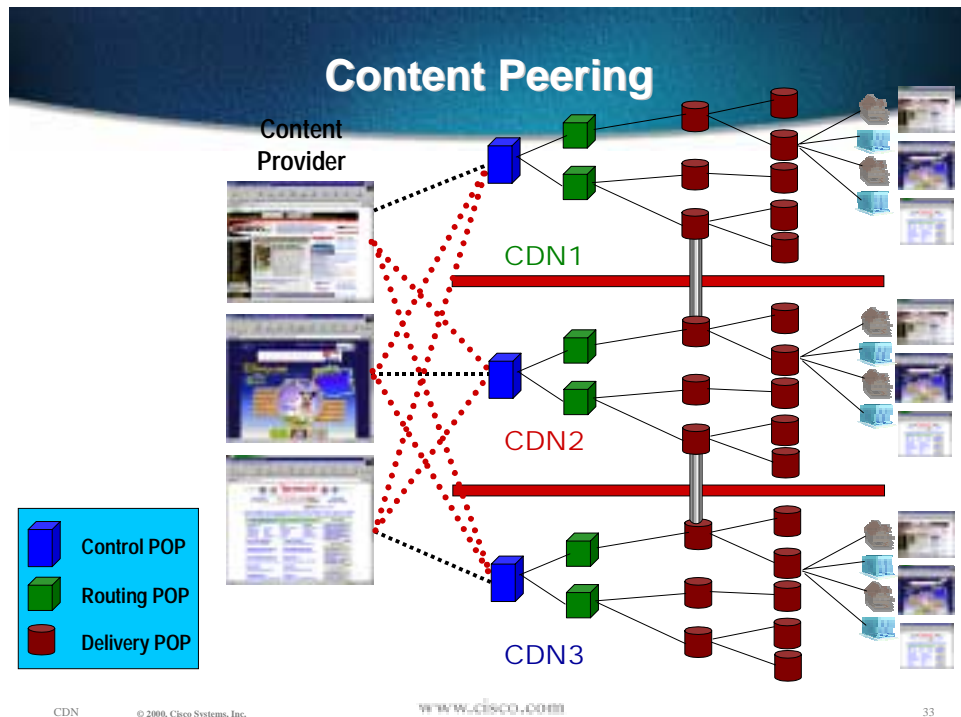 Content Peering
Content
Provider
CDN1
CDN2
CDN3
Control POP
Routing POP
Delivery POP
CDN
© 2000, Cisco Systems, Inc.
www.cisco.com
33